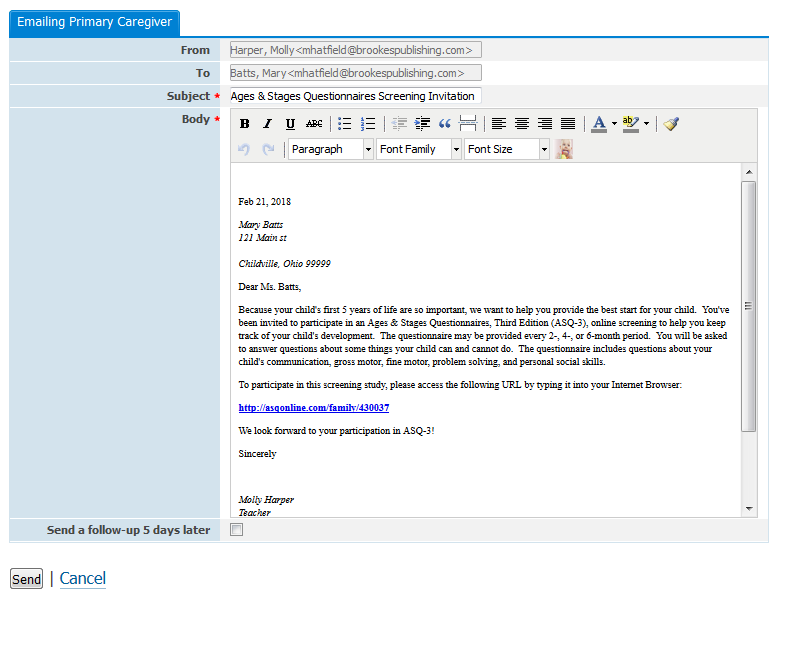 Emailing Primary Caregiver
From Harper, Molly<mhatfield@brookespublishing.com>
To Batts, Mary<mhatfield@brookespublishing.com>
Subject * Ages & Stages Questionnaires Screening Invitation
Body *
B I U ABC A ab
Paragraph Font Family Font Size
Feb 21, 2018
Mary Batts
121 Main st
Childville, Ohio 99999
Dear Ms. Batts,
Because your child's first 5 years of life are so important, we want to help you provide the best start for your child. You've
been invited to participate in an Ages & Stages Questionnaires, Third Edition (ASQ-3), online screening to help you keep
track of your child's development. The questionnaire may be provided every 2-, 4-, or 6-month period. You will be asked
to answer questions about some things your child can and cannot do. The questionnaire includes questions about your
child's communication, gross motor, fine motor, problem solving, and personal social skills.
To participate in this screening study, please access the following URL by typing it into your Internet Browser:
http://asqonline.com/family/430037
We look forward to your participation in ASQ-3!
Sincerely
Molly Harper
Teacher
Send a follow-up 5 days later
Send | Cancel